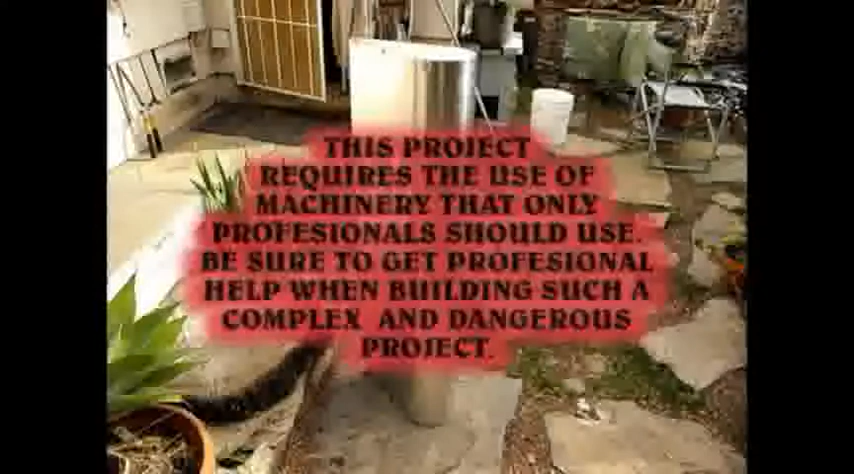 THIS PROJECT
REQUIRES THE USE OF
MACHINERY THAT ONLY
PROFESIONALS SHOULD USE.
BE SURE TO GET PROFESIONAL
HELP WHEN BUILDING SUCH A
COMPLEX AND DANGEROUS
PROJECT.